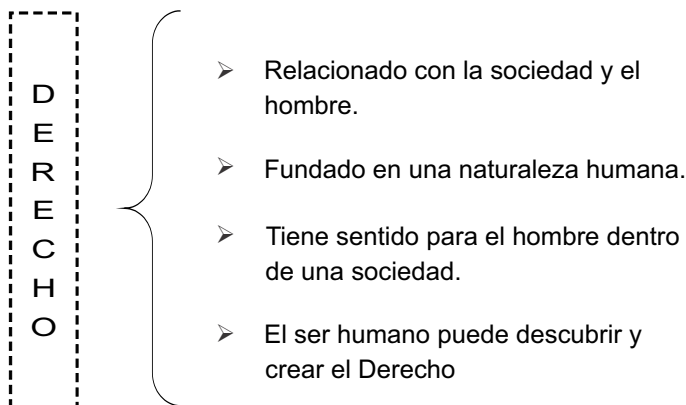 DERECHO
Relacionado con la sociedad y el
hombre.
Fundado en una naturaleza humana.
Tiene sentido para el hombre dentro
de una sociedad.
El ser humano puede descubrir y
crear el Derecho